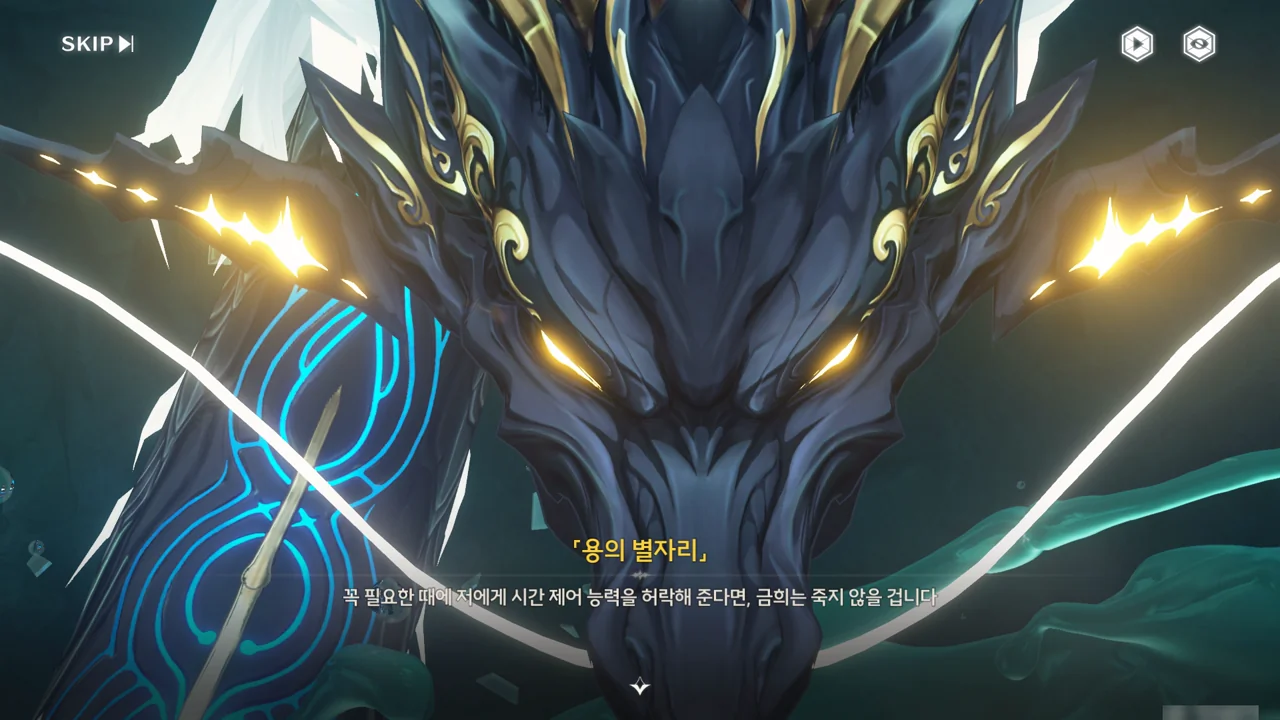 SKIP
「용의 별자리」
꼭 필요한 때에 저에게 시간 제어 능력을 허락해 준다면, 금희는 죽지 않을 겁니다